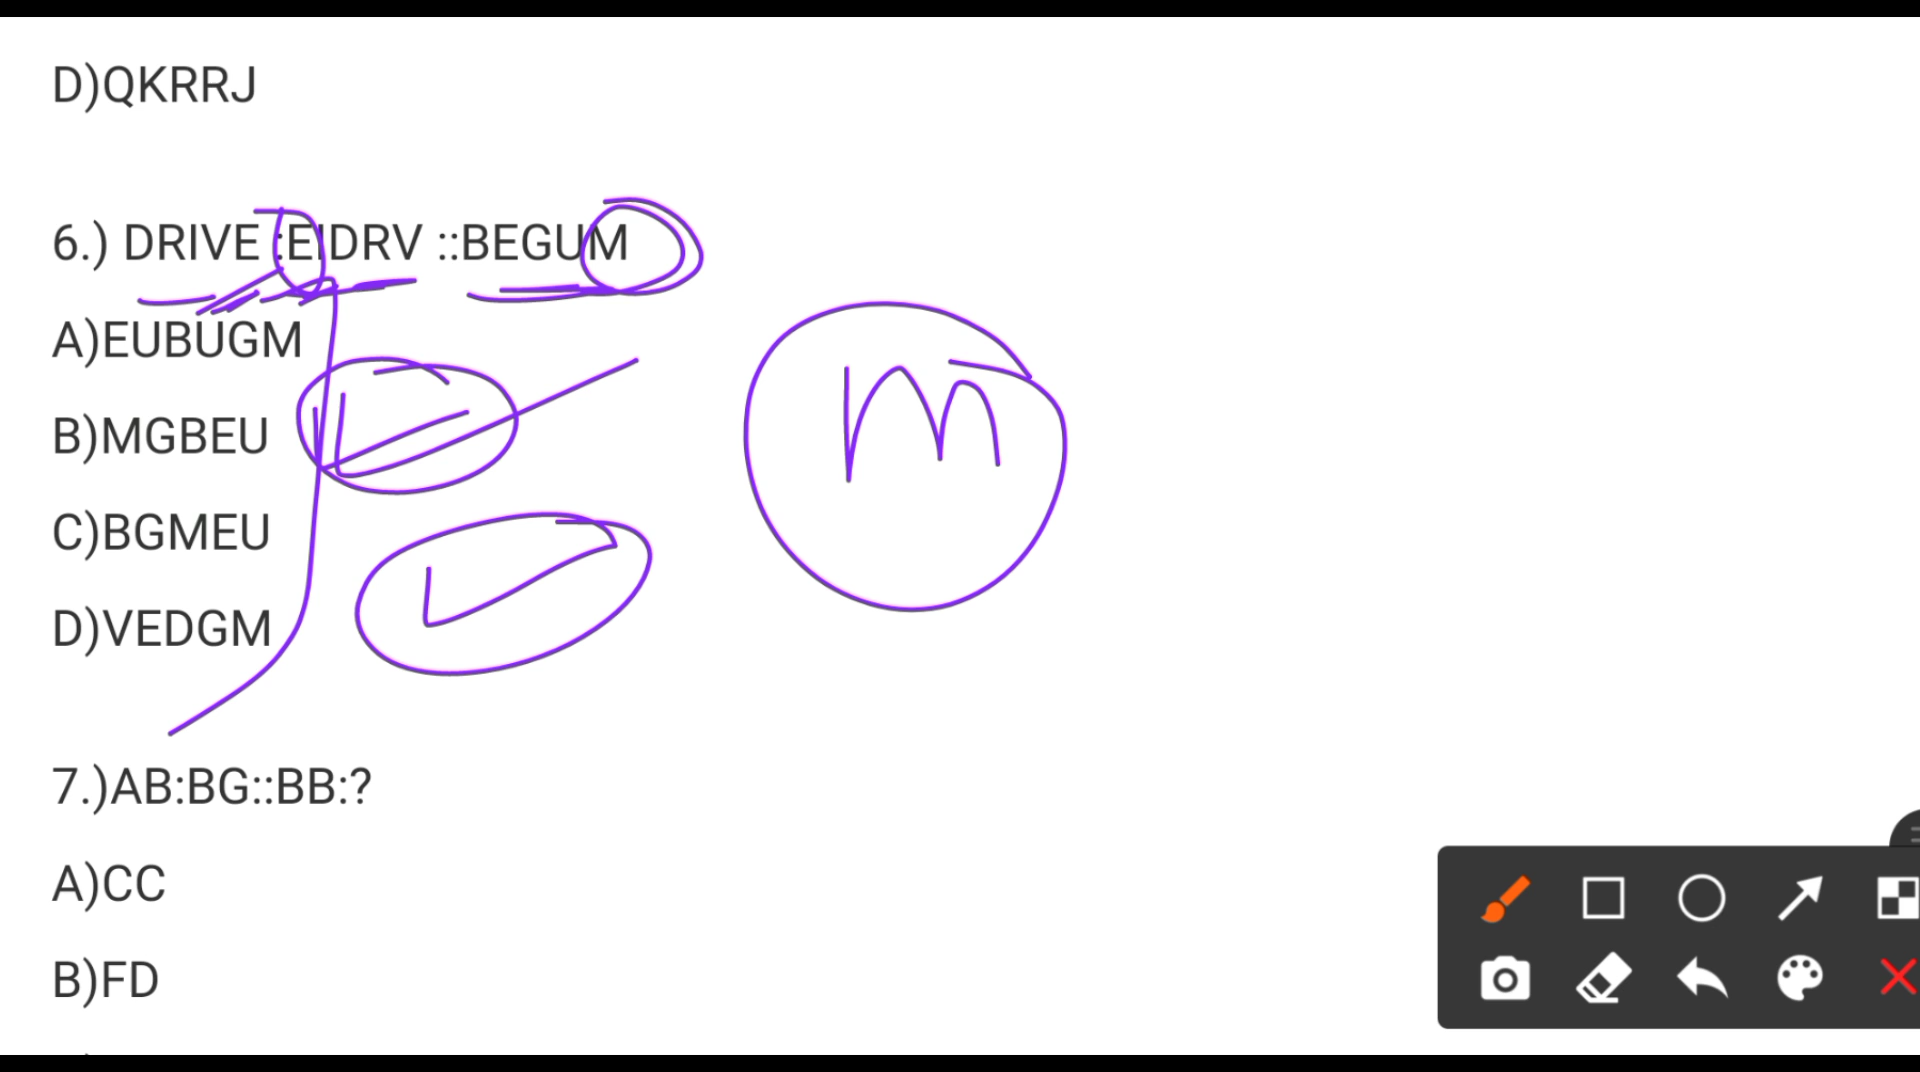 D)QKRRJ
6.) DRIVE :EIDRV ::BEGUM
A)EUBUGM
B)MGBEU
C)BGMEU
D)VEDGM
m
7.)AB:BG::BB:?
A)CC
B)FD